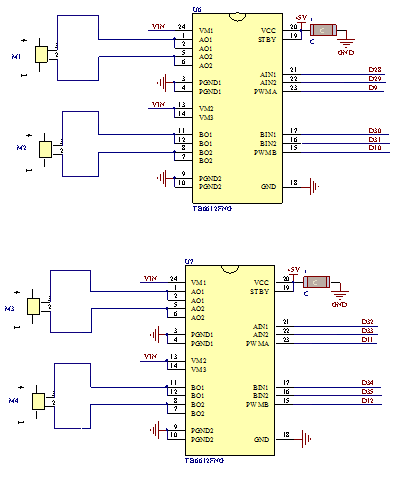 U6
VIN 24 VM1 VCC 20 +5V
1 AO1 STBY 19 C GND
2 AO1
5 AO2
6 AO2
M1
AIN1 21 D28
3 PGND1 AIN2 22 D29
4 PGND1 PWMA 23 D9
VIN 13 VM2
14 VM3
11 BO1 BIN1 17 D30
12 BO1 BIN2 16 D31
8 BO2 PWMB 15 D10
7 BO2
M2
9 PGND2
10 PGND2 GND 18
TB6612FNG
U7
VIN 24 VM1 VCC 20 +5V
1 AO1 STBY 19 C GND
2 AO1
5 AO2
6 AO2
M3
AIN1 21 D32
3 PGND1 AIN2 22 D33
4 PGND1 PWMA 23 D11
VIN 13 VM2
14 VM3
11 BO1 BIN1 17 D34
12 BO1 BIN2 16 D35
8 BO2 PWMB 15 D12
7 BO2
M4
9 PGND2
10 PGND2 GND 18
TB6612FNG